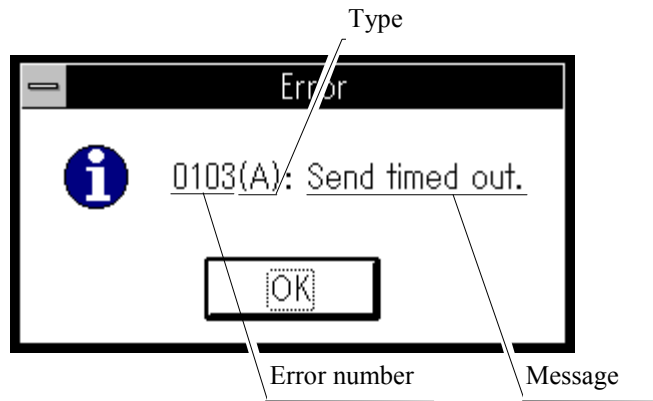 Type
Error
0103(A): Send timed out.
OK
Error number
Message